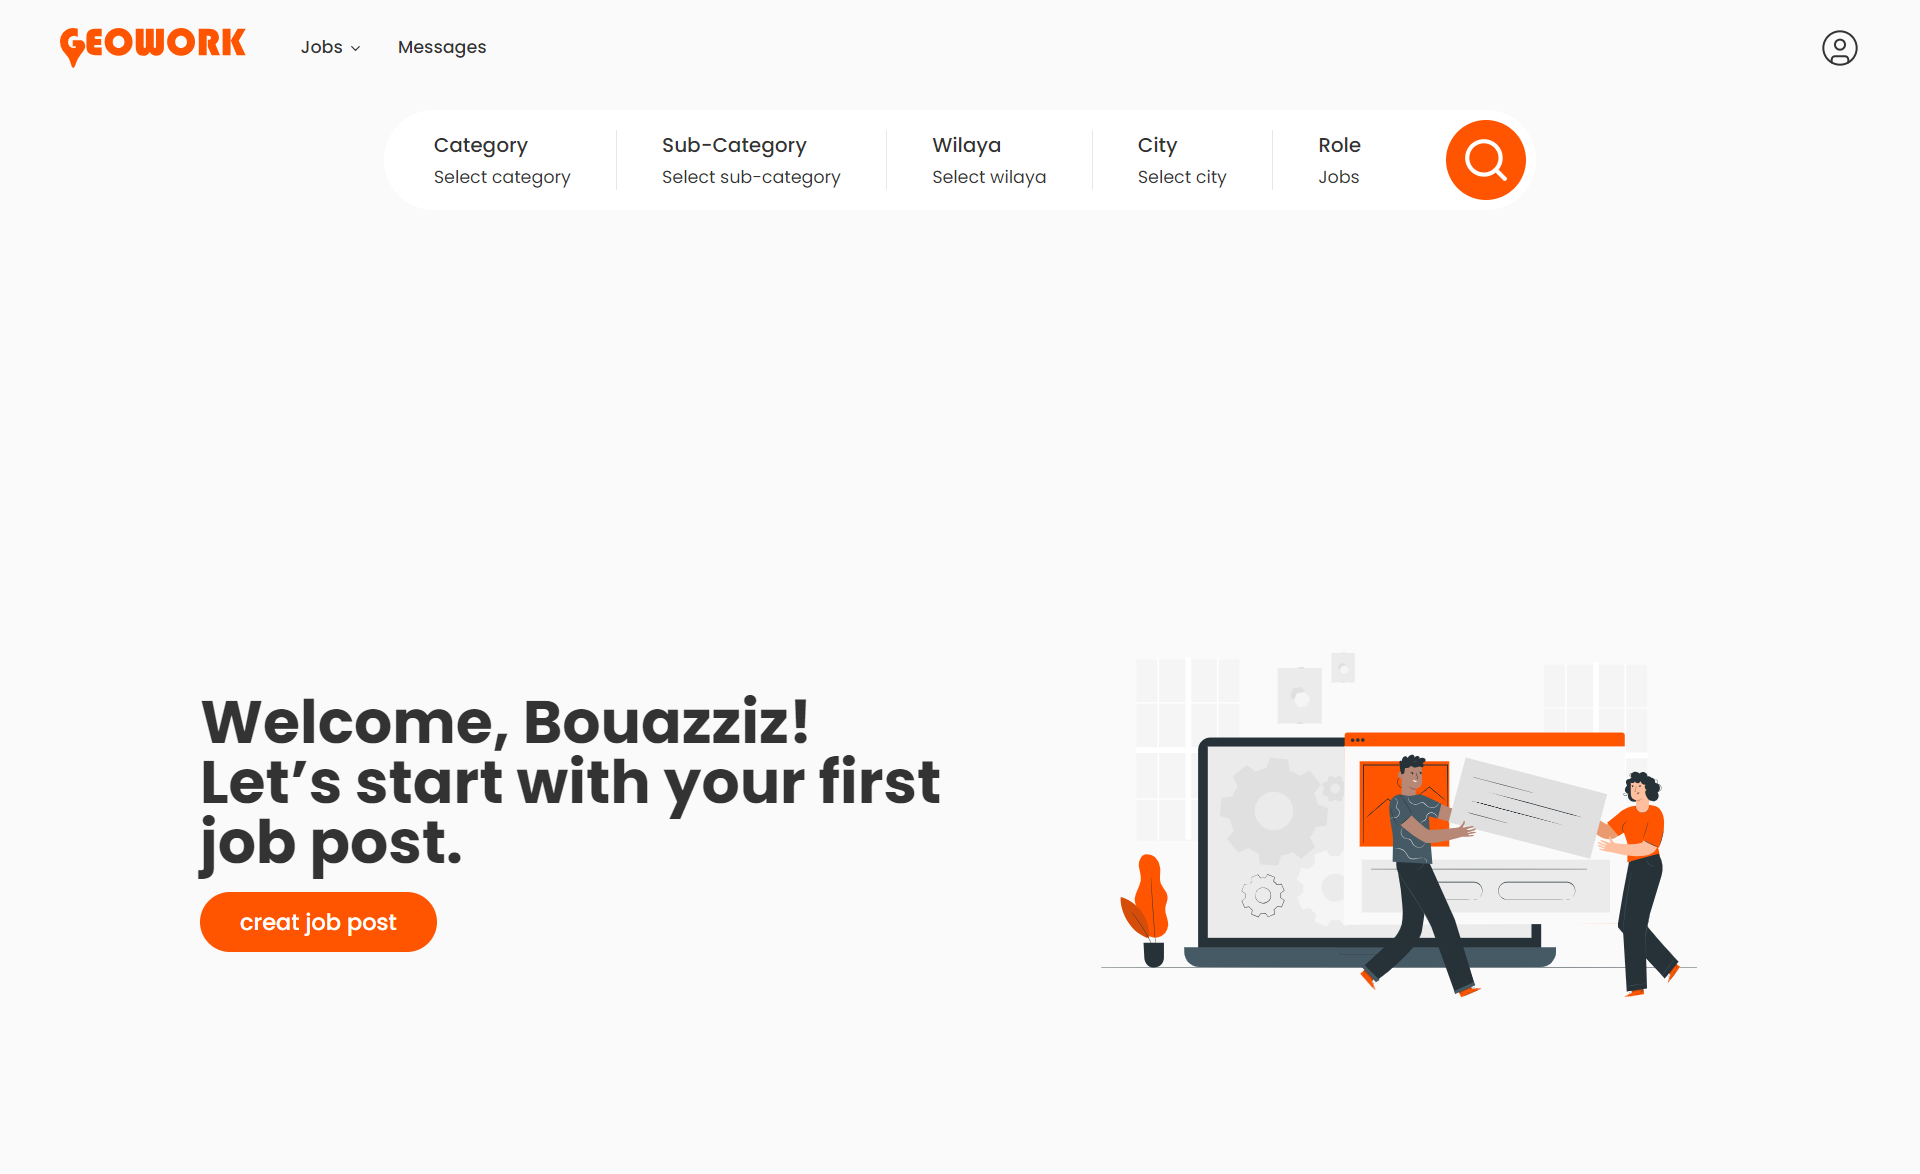 GEOWORK
Jobs
Messages
Category
Select category
Sub-Category
Select sub-category
Wilaya
Select wilaya
City
Select city
Role
Jobs
Welcome, Bouazziz!
Let’s start with your first
job post.
creat job post